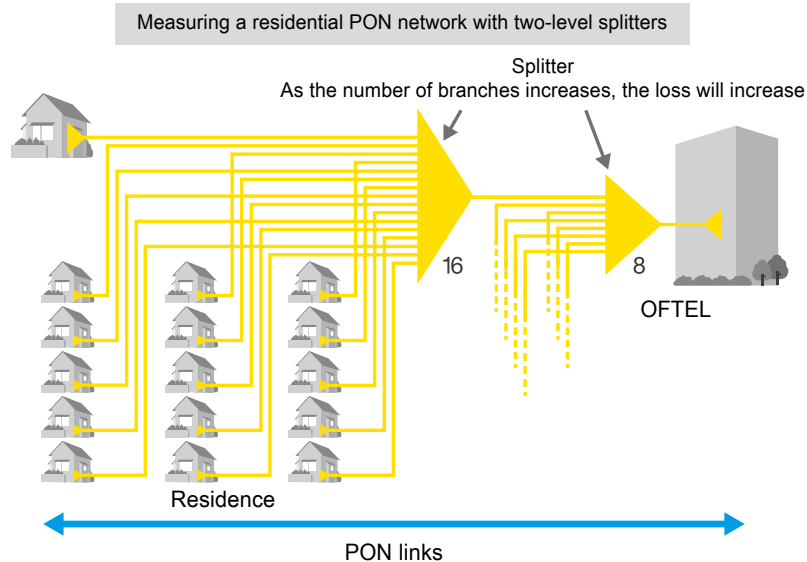 Measuring a residential PON network with two-level splitters
Splitter
As the number of branches increases, the loss will increase
16
8
OFTEL
Residence
PON links